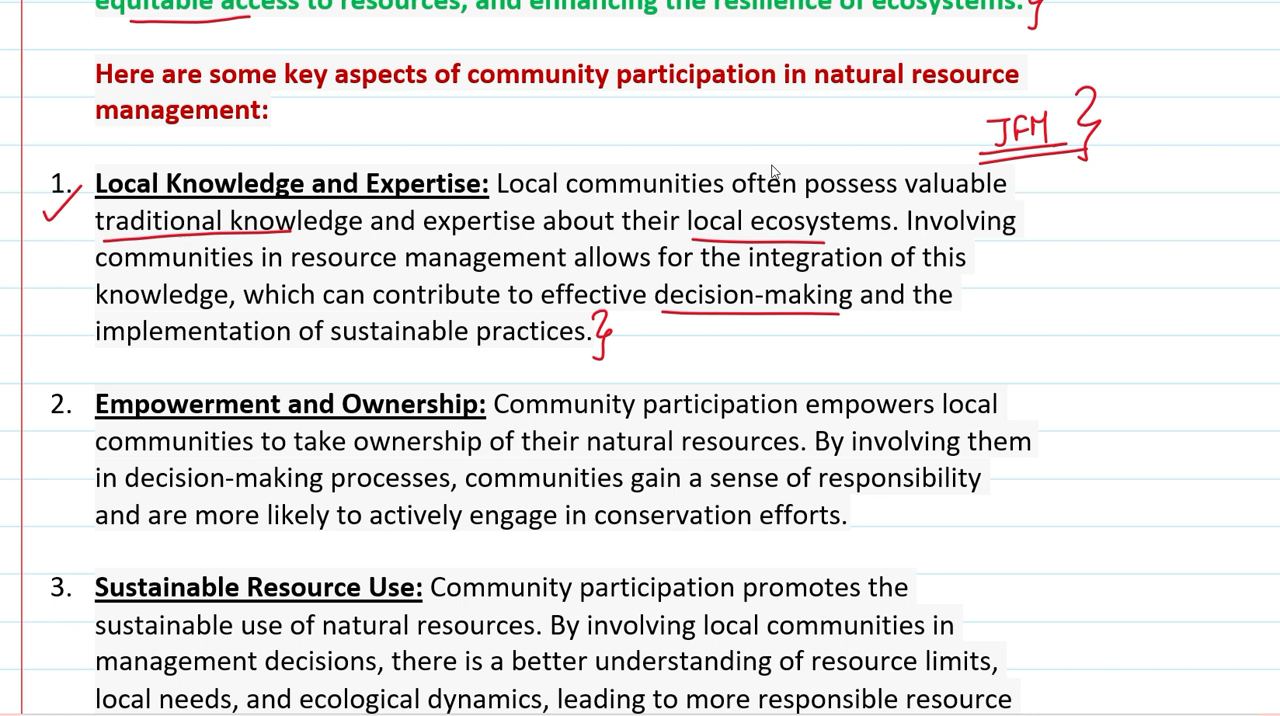 equitable access to resources, and enhancing the resilience of ecosystems.
Here are some key aspects of community participation in natural resource
management:
JFM
1. Local Knowledge and Expertise: Local communities often possess valuable
traditional knowledge and expertise about their local ecosystems. Involving
communities in resource management allows for the integration of this
knowledge, which can contribute to effective decision-making and the
implementation of sustainable practices.
2. Empowerment and Ownership: Community participation empowers local
communities to take ownership of their natural resources. By involving them
in decision-making processes, communities gain a sense of responsibility
and are more likely to actively engage in conservation efforts.
3. Sustainable Resource Use: Community participation promotes the
sustainable use of natural resources. By involving local communities in
management decisions, there is a better understanding of resource limits,
local needs, and ecological dynamics, leading to more responsible resource